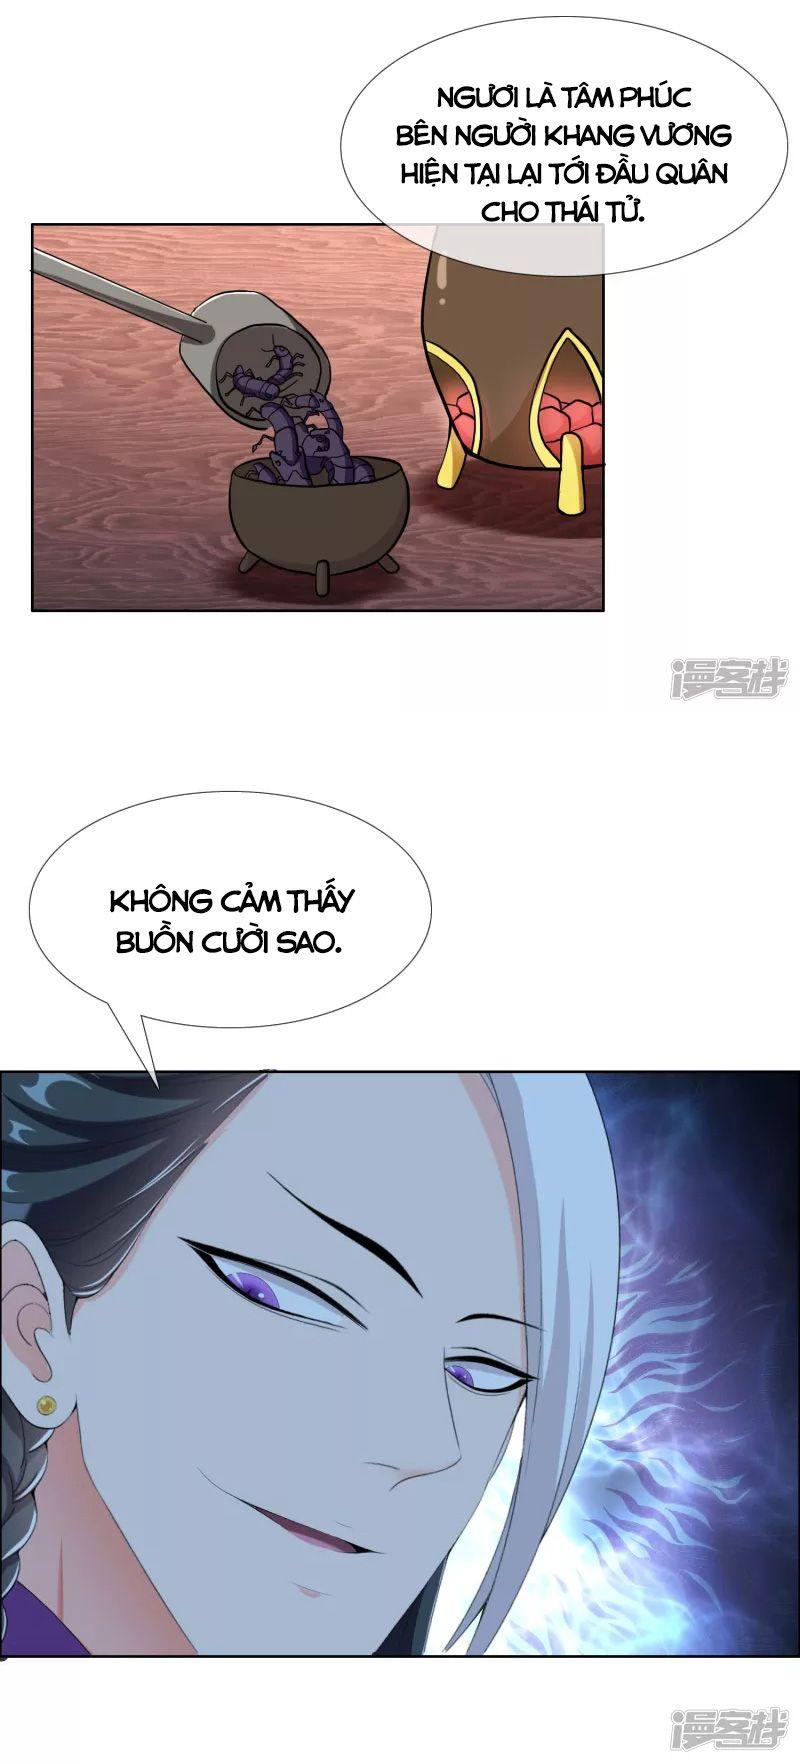 NGƯƠI LÀ TÂM PHÚC
BÊN NGƯỜI KHANG VƯƠNG
HIỆN TẠI LẠI TỚI ĐẦU QUÂN
CHO THÁI TỬ.
漫客栈
KHÔNG CẢM THẤY
BUỒN CƯỜI SAO.
漫客栈